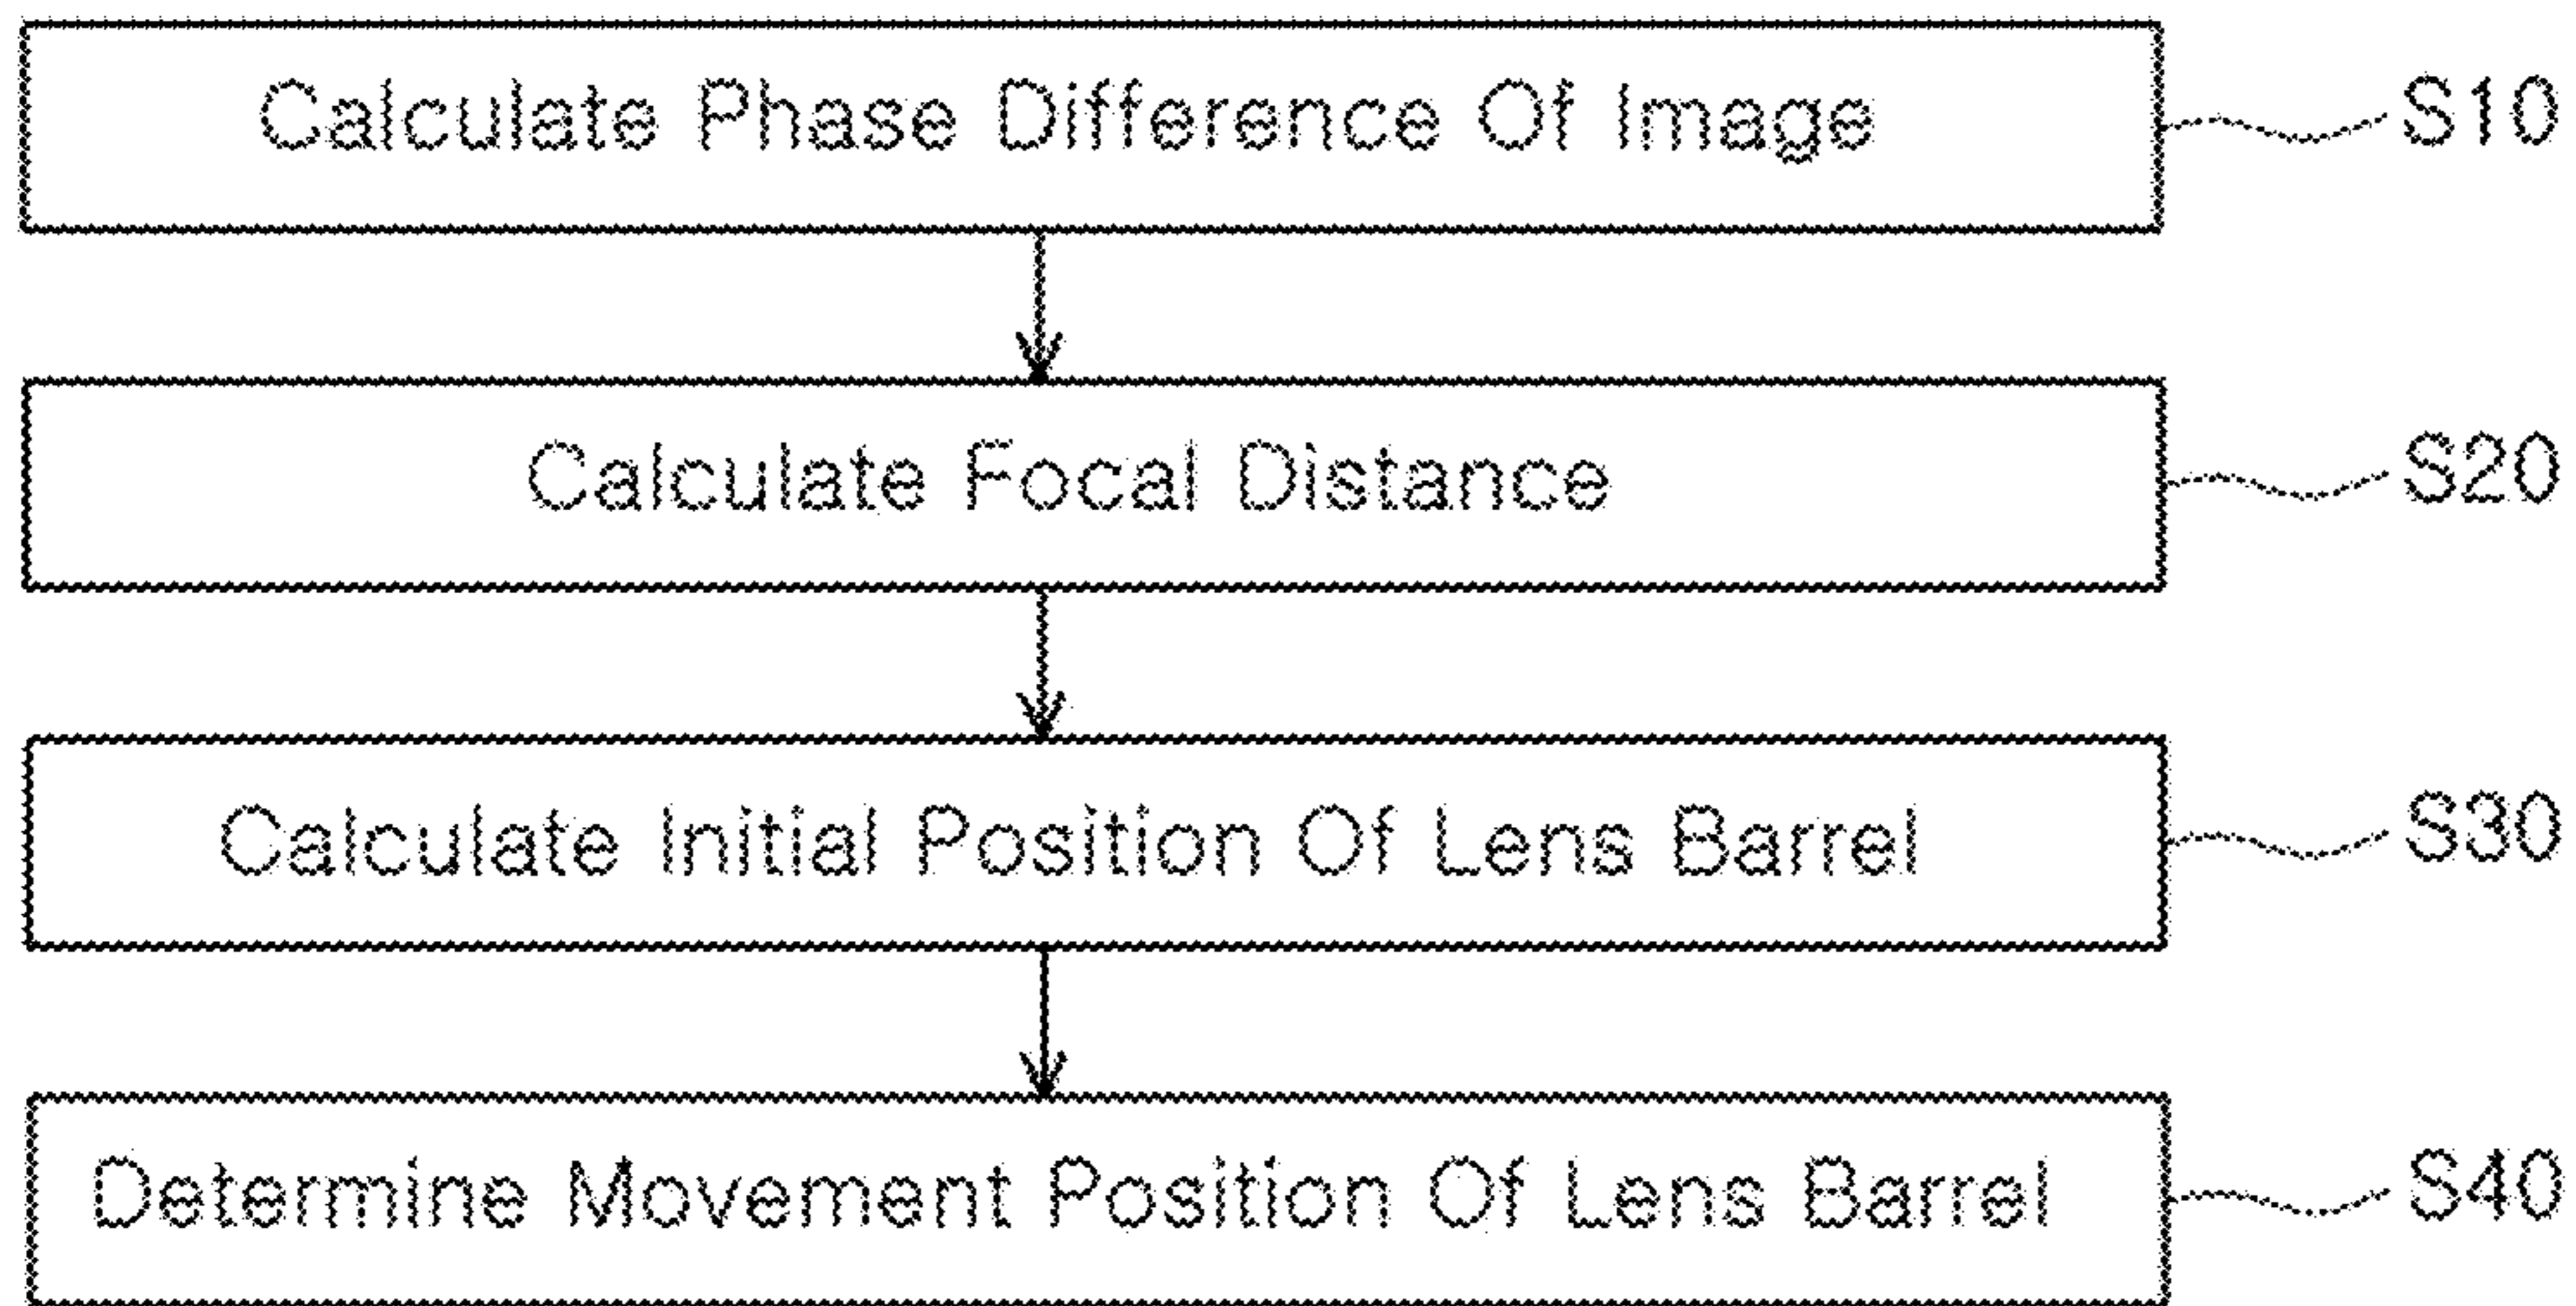 Calculate Phase Difference Of Image S10
Calculate Focal Distance S20
Calculate Initial Position Of Lens Barrel S30
Determine Movement Position Of Lens Barrel S40